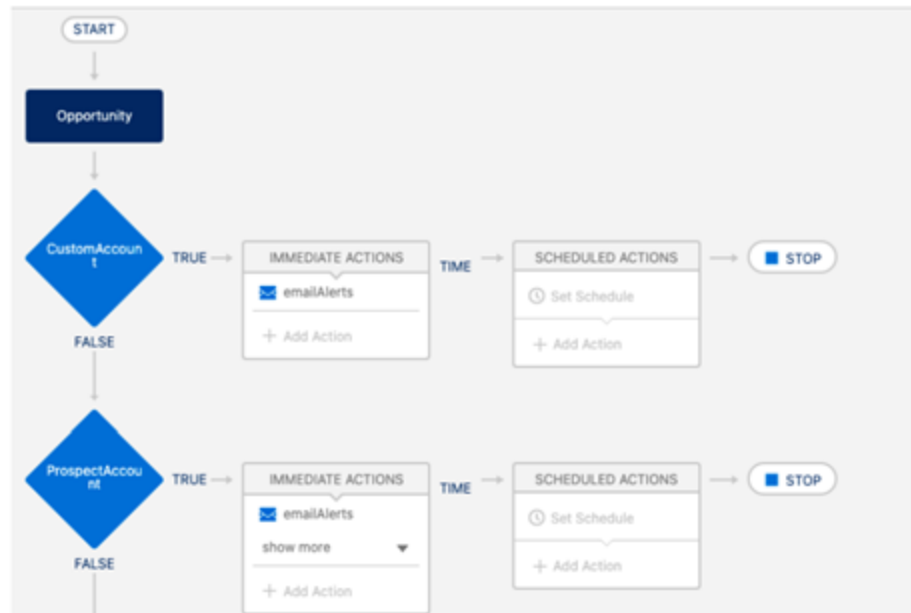 START
Opportunity
CustomAccoun
t
TRUE
IMMEDIATE ACTIONS
emailAlerts
+ Add Action
TIME
SCHEDULED ACTIONS
Set Schedule
+ Add Action
STOP
FALSE
ProspectAccou
nt
TRUE
IMMEDIATE ACTIONS
emailAlerts
show more
+ Add Action
TIME
SCHEDULED ACTIONS
Set Schedule
+ Add Action
STOP
FALSE